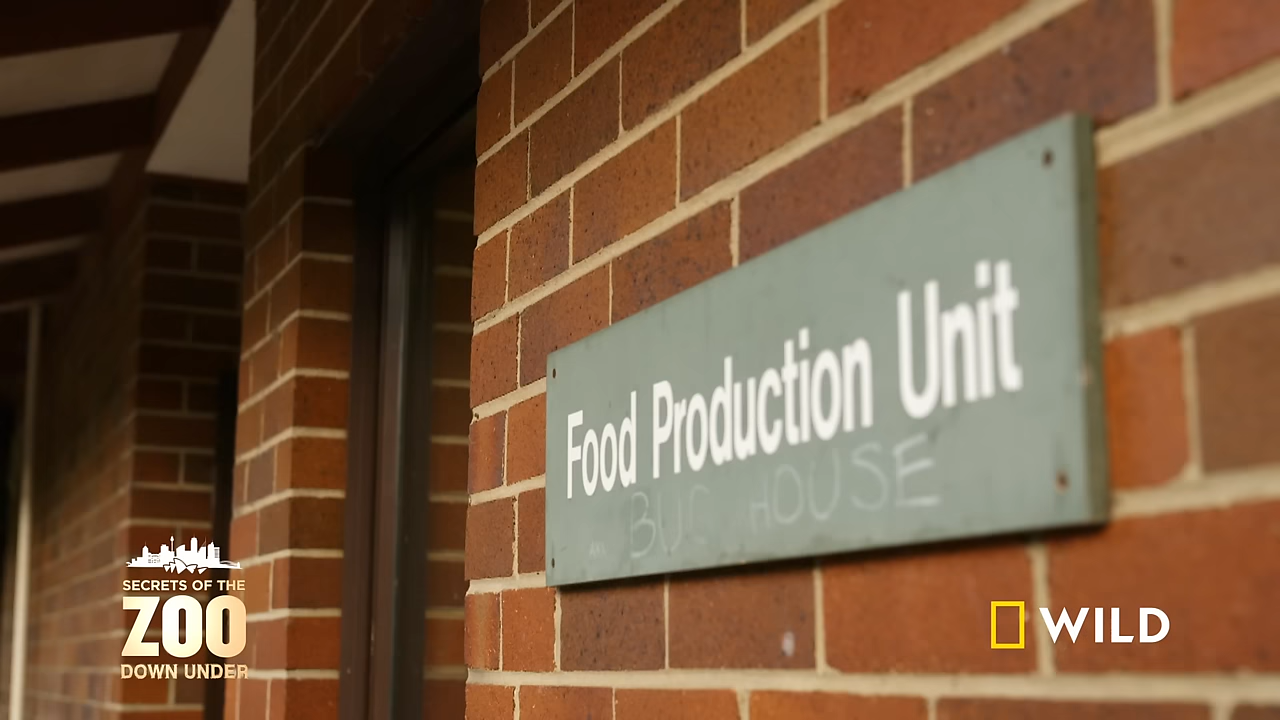 Food Production Unit
BUG HOUSE
SECRETS OF THE
ZOO
DOWN UNDER
WILD